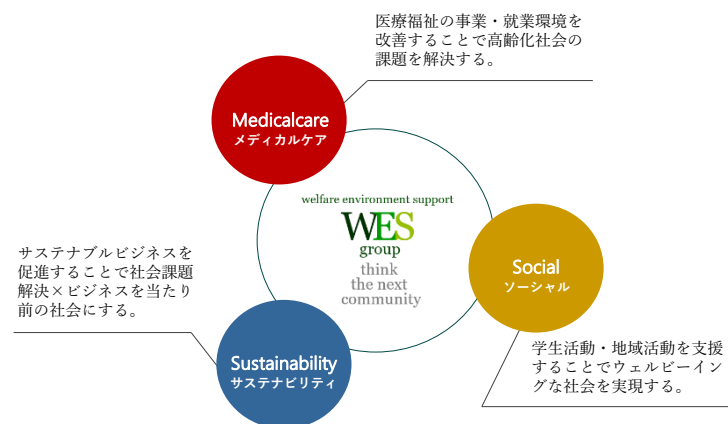 医療福祉の事業・就業環境を
改善することで高齢化社会の
課題を解決する。
Medicalcare
メディカルケア
welfare environment support
WES
group
think
the next
community
サステナブルビジネスを
促進することで社会課題
解決×ビジネスを当たり
前の社会にする。
Social
ソーシャル
Sustainability
サステナビリティ
学生活動・地域活動を支援
することでウェルビーイン
グな社会を実現する。